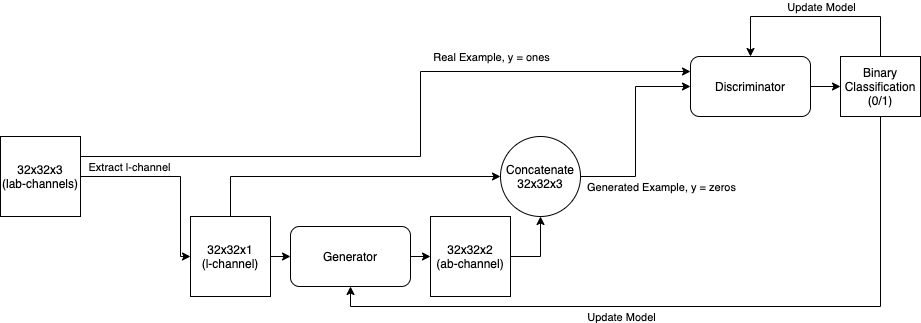 Update Model
Real Example, y = ones
Discriminator
Binary
Classification
(0/1)
32x32x3
(lab-channels)
Extract l-channel
Concatenate
32x32x3
Generated Example, y = zeros
32x32x1
(l-channel)
Generator
32x32x2
(ab-channel)
Update Model